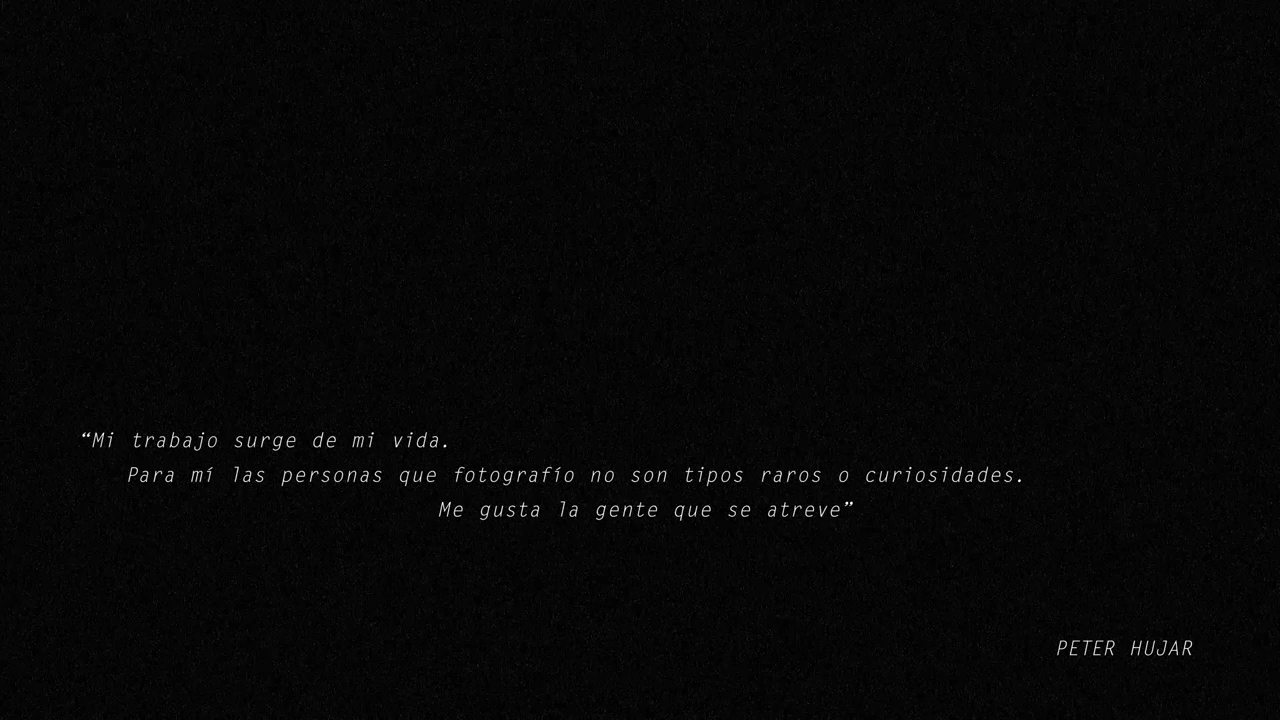 “Mi trabajo surge de mi vida.
Para mí las personas que fotografío no son tipos raros o curiosidades.
Me gusta la gente que se atreve”
PETER HUJAR